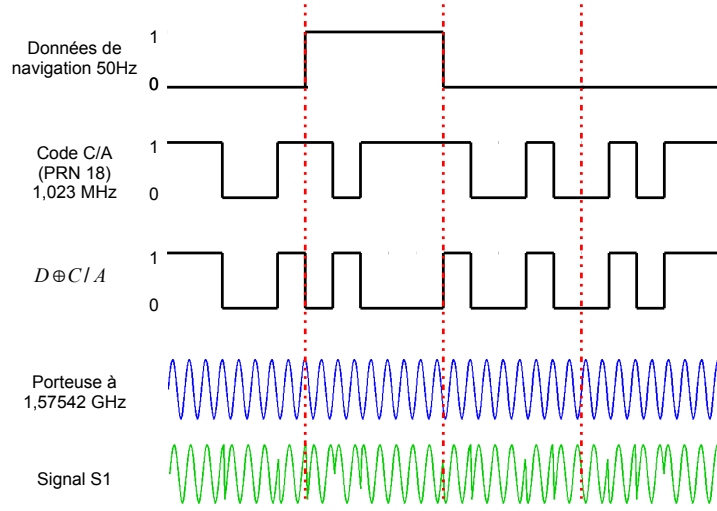 Données de
navigation 50Hz
1
0
Code C/A
(PRN 18)
1,023 MHz
1
0
D⊕C/A
1
0
Porteuse à
1,57542 GHz
Signal S1